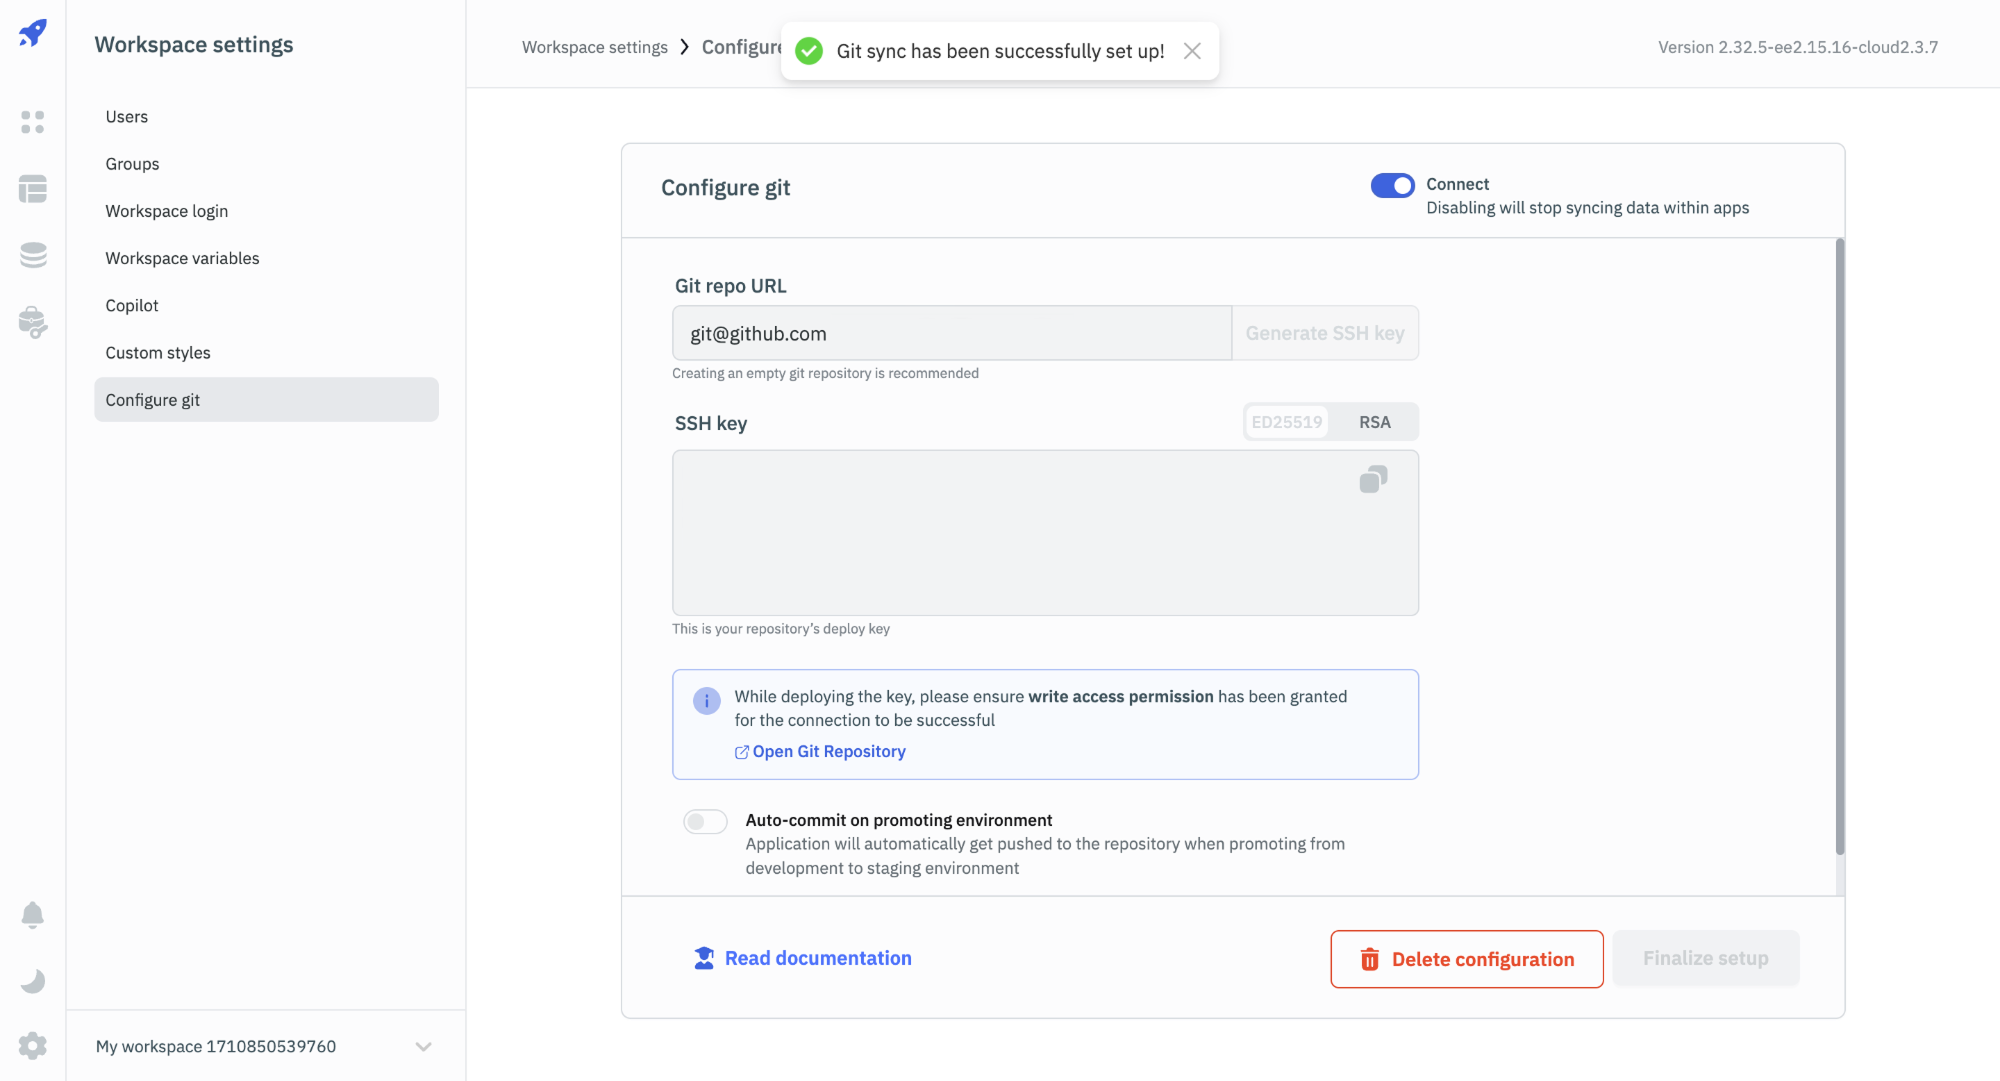 Workspace settings
Users
Groups
Workspace login
Workspace variables
Copilot
Custom styles
Configure git
My workspace 1710850539760
Workspace settings
Git sync has been successfully set up!
Version 2.32.5-ee2.15.16-cloud2.3.7
Configure git
Connect
Disabling will stop syncing data within apps
Git repo URL
git@github.com
Generate SSH key
Creating an empty git repository is recommended
SSH key
ED25519
RSA
This is your repository’s deploy key
While deploying the key, please ensure write access permission has been granted
for the connection to be successful
Open Git Repository
Auto-commit on promoting environment
Application will automatically get pushed to the repository when promoting from
development to staging environment
Read documentation
Delete configuration
Finalize setup